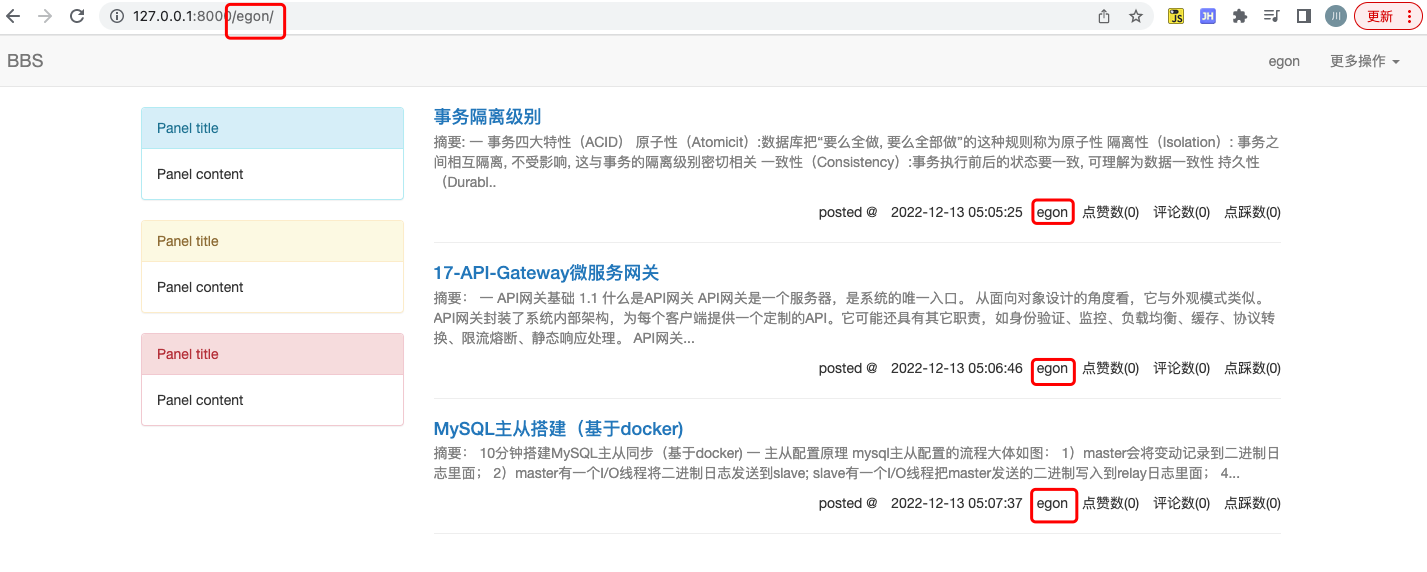 127.0.0.1:8000/egon/
JS
JH
川
更新
BBS
egon
更多操作
Panel title
Panel content
Panel title
Panel content
Panel title
Panel content
事务隔离级别
摘要: 一 事务四大特性（ACID） 原子性（Atomicit）:数据库把“要么全做, 要么全部做”的这种规则称为原子性 隔离性（Isolation）: 事务之
间相互隔离, 不受影响, 这与事务的隔离级别密切相关 一致性（Consistency）:事务执行前后的状态要一致, 可理解为数据一致性 持久性
（Durabl..
posted @ 2022-12-13 05:05:25 egon 点赞数(0) 评论数(0) 点踩数(0)
17-API-Gateway微服务网关
摘要： 一 API网关基础 1.1 什么是API网关 API网关是一个服务器，是系统的唯一入口。 从面向对象设计的角度看，它与外观模式类似。
API网关封装了系统内部架构，为每个客户端提供一个定制的API。它可能还具有其它职责，如身份验证、监控、负载均衡、缓存、协议转
换、限流熔断、静态响应处理。 API网关...
posted @ 2022-12-13 05:06:46 egon 点赞数(0) 评论数(0) 点踩数(0)
MySQL主从搭建（基于docker)
摘要： 10分钟搭建MySQL主从同步（基于docker) 一 主从配置原理 mysql主从配置的流程大体如图： 1）master会将变动记录到二进制日
志里面； 2）master有一个I/O线程将二进制日志发送到slave; slave有一个I/O线程把master发送的二进制写入到relay日志里面； 4...
posted @ 2022-12-13 05:07:37 egon 点赞数(0) 评论数(0) 点踩数(0)